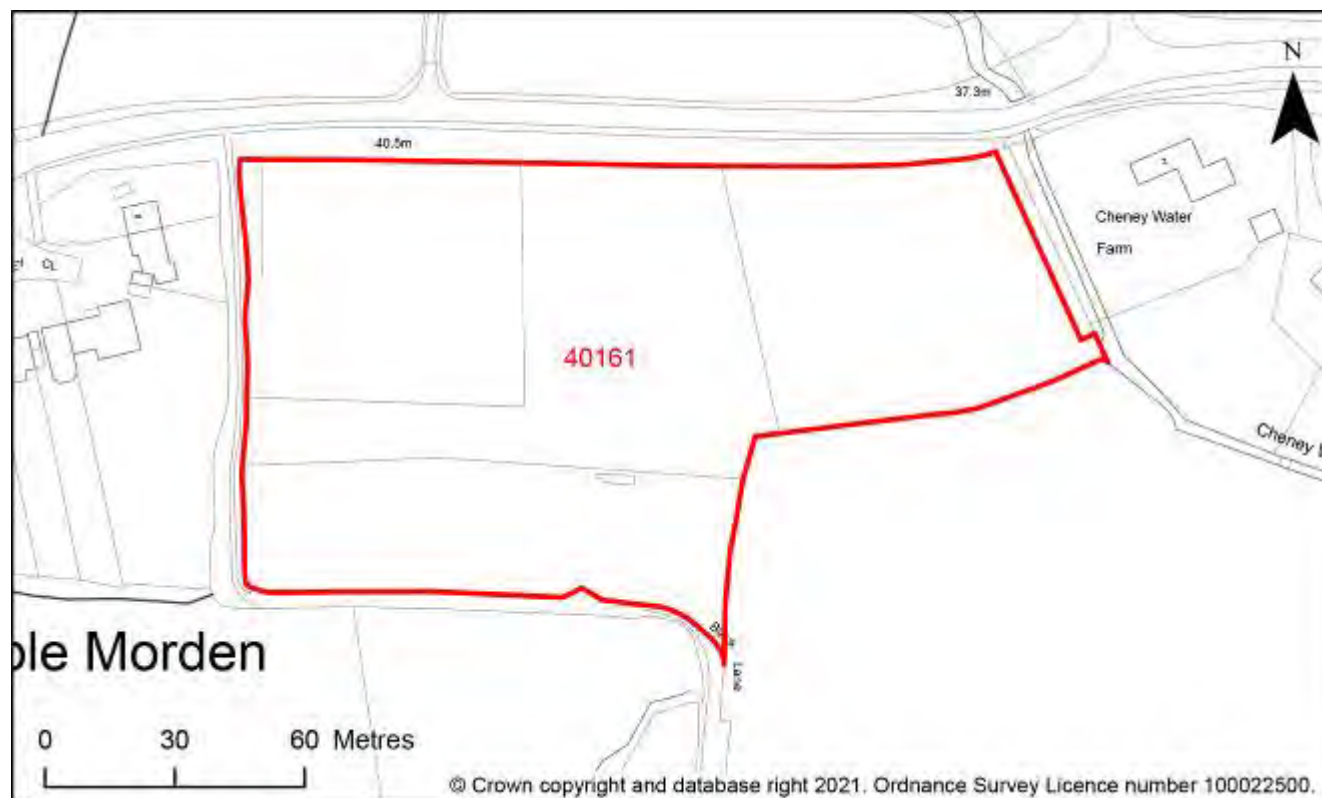 N
37.3m
40.5m
Cheney Water
Farm
40161
Cheney W
Lane
ole Morden
0 30 60 Metres
© Crown copyright and database right 2021. Ordnance Survey Licence number 100022500.